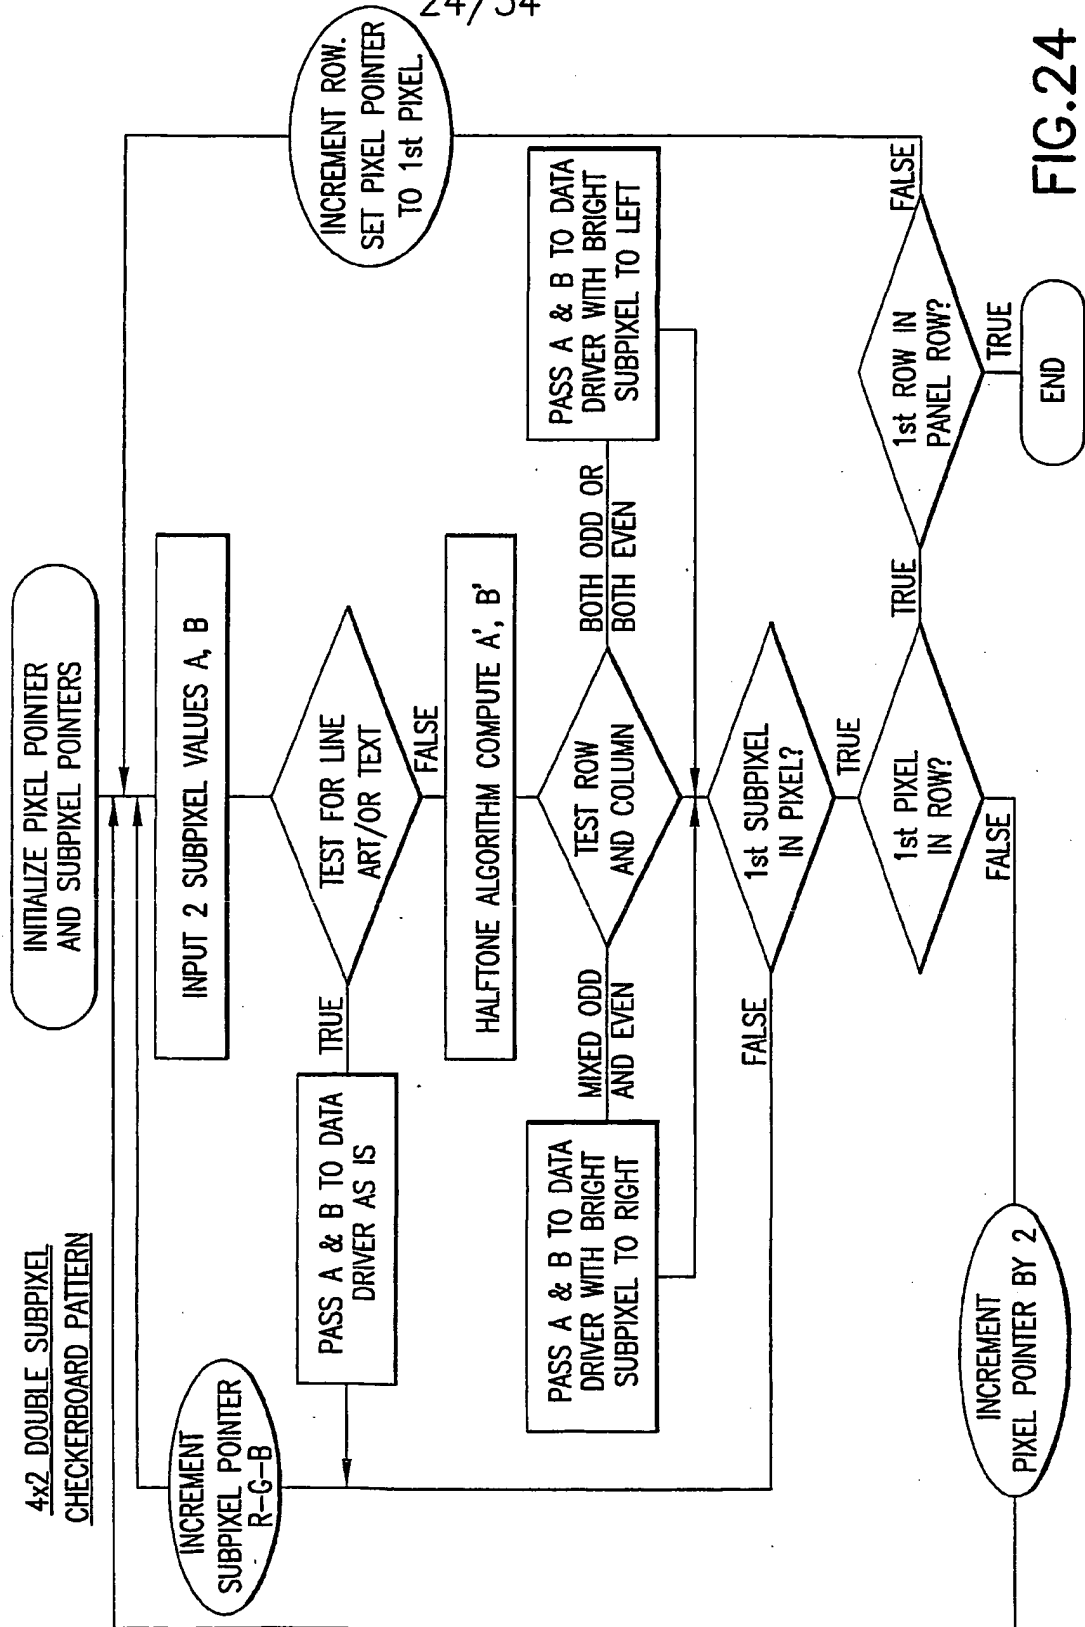 24/34
4x2 DOUBLE SUBPIXEL
CHECKERBOARD PATTERN
INITIALIZE PIXEL POINTER
AND SUBPIXEL POINTERS
INCREMENT
SUBPIXEL POINTER
R-G-B
INPUT 2 SUBPIXEL VALUES A, B
INCREMENT ROW.
SET PIXEL POINTER
TO 1st PIXEL.
TEST FOR LINE
ART/OR TEXT
TRUE
FALSE
PASS A & B TO DATA
DRIVER AS IS
HALFTONE ALGORITHM COMPUTE A', B'
TEST ROW
AND COLUMN
MIXED ODD
AND EVEN
BOTH ODD OR
BOTH EVEN
PASS A & B TO DATA
DRIVER WITH BRIGHT
SUBPIXEL TO RIGHT
PASS A & B TO DATA
DRIVER WITH BRIGHT
SUBPIXEL TO LEFT
1st SUBPIXEL
IN PIXEL?
FALSE
TRUE
1st PIXEL
IN ROW?
TRUE
FALSE
1st ROW IN
PANEL ROW?
FALSE
TRUE
INCREMENT
PIXEL POINTER BY 2
END
FIG.24